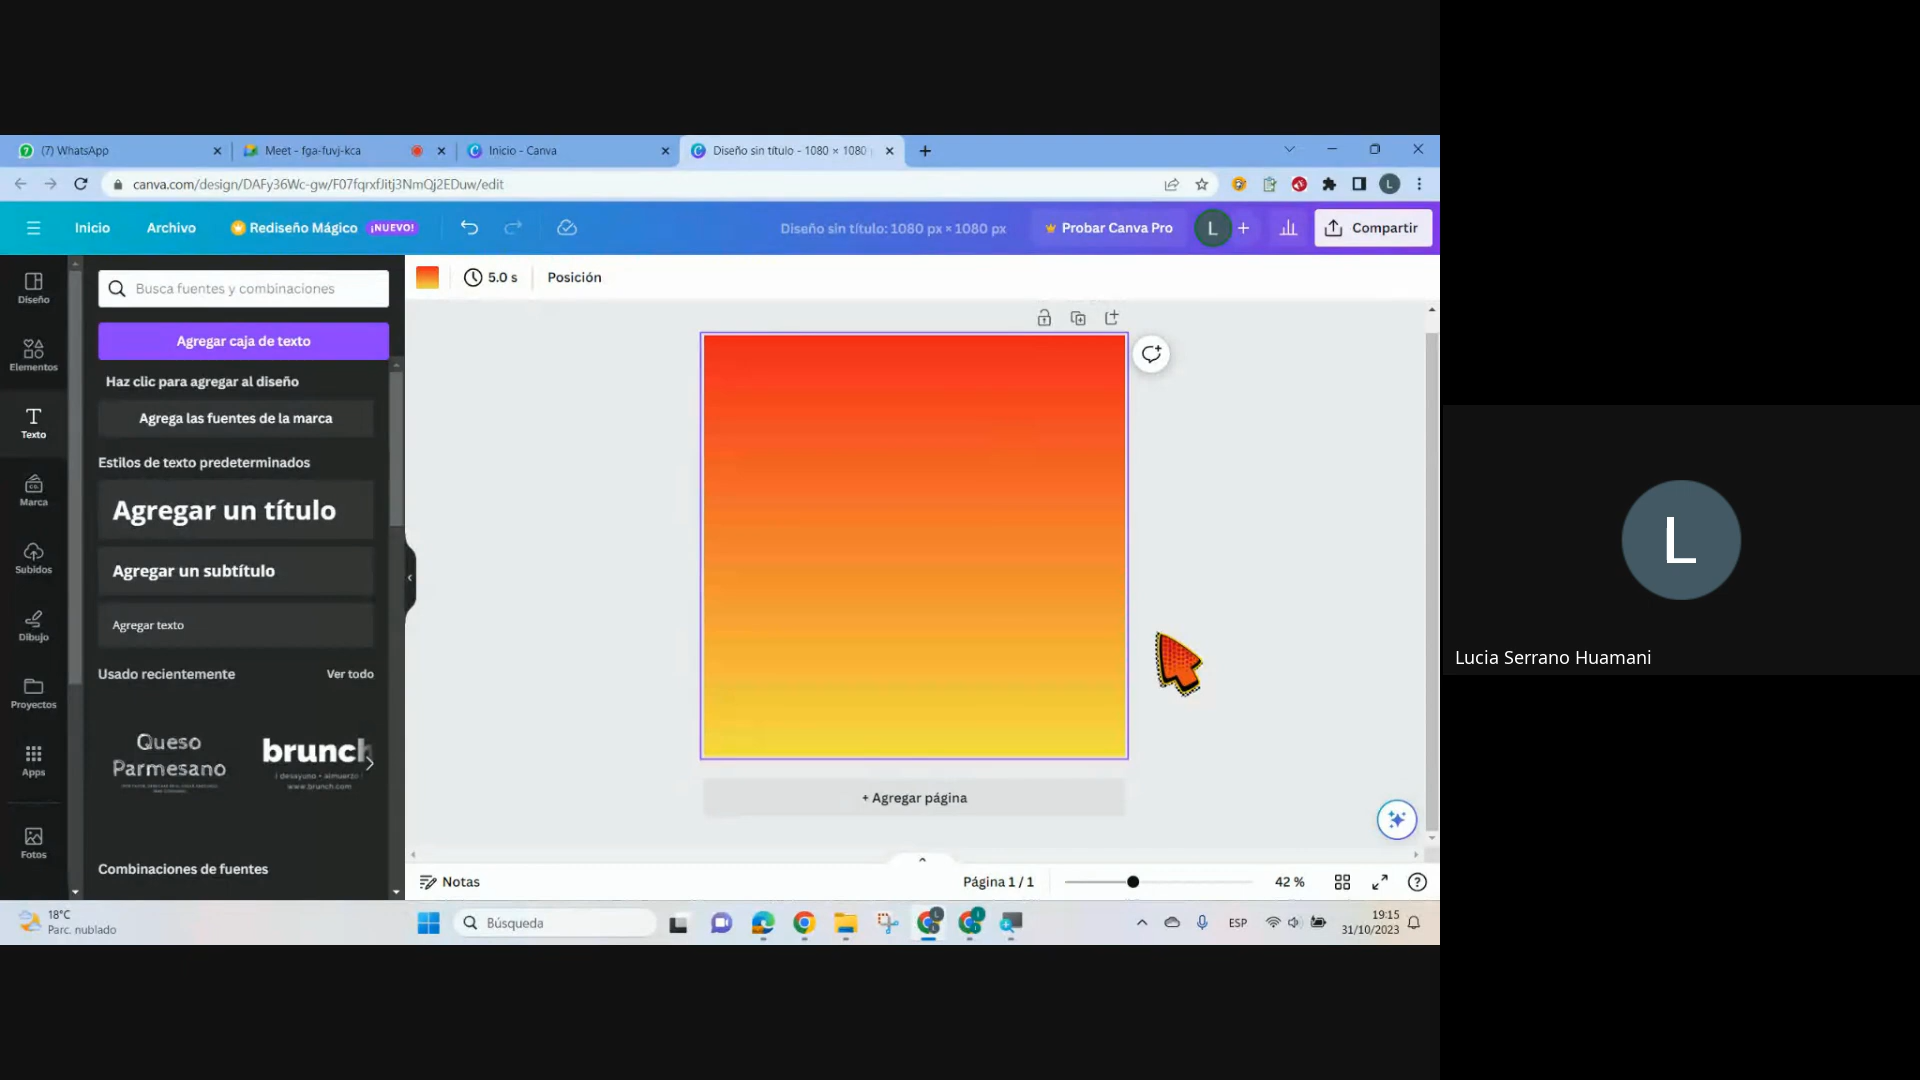 (7) WhatsApp
Meet - fga-fuvj-kca
Inicio - Canva
Diseño sin título - 1080 × 1080
canva.com/design/DAFy36Wc-gw/F07fqrxfJitj3NmQj2EDuw/edit
Inicio
Archivo
Rediseño Mágico
¡NUEVO!
Diseño sin título: 1080 px × 1080 px
Probar Canva Pro
L
Compartir
Diseño
Elementos
Texto
Marca
Subidos
Dibujo
Proyectos
Apps
Fotos
Busca fuentes y combinaciones
Agregar caja de texto
Haz clic para agregar al diseño
Agrega las fuentes de la marca
Estilos de texto predeterminados
Agregar un título
Agregar un subtítulo
Agregar texto
Usado recientemente
Ver todo
Queso
Parmesano
brunch
| desayuno • almuerzo |
www.brunch.com
Combinaciones de fuentes
5.0 s
Posición
+ Agregar página
Notas
Página 1 / 1
42 %
18°C
Parc. nublado
Búsqueda
ESP
19:15
31/10/2023
L
Lucia Serrano Huamani